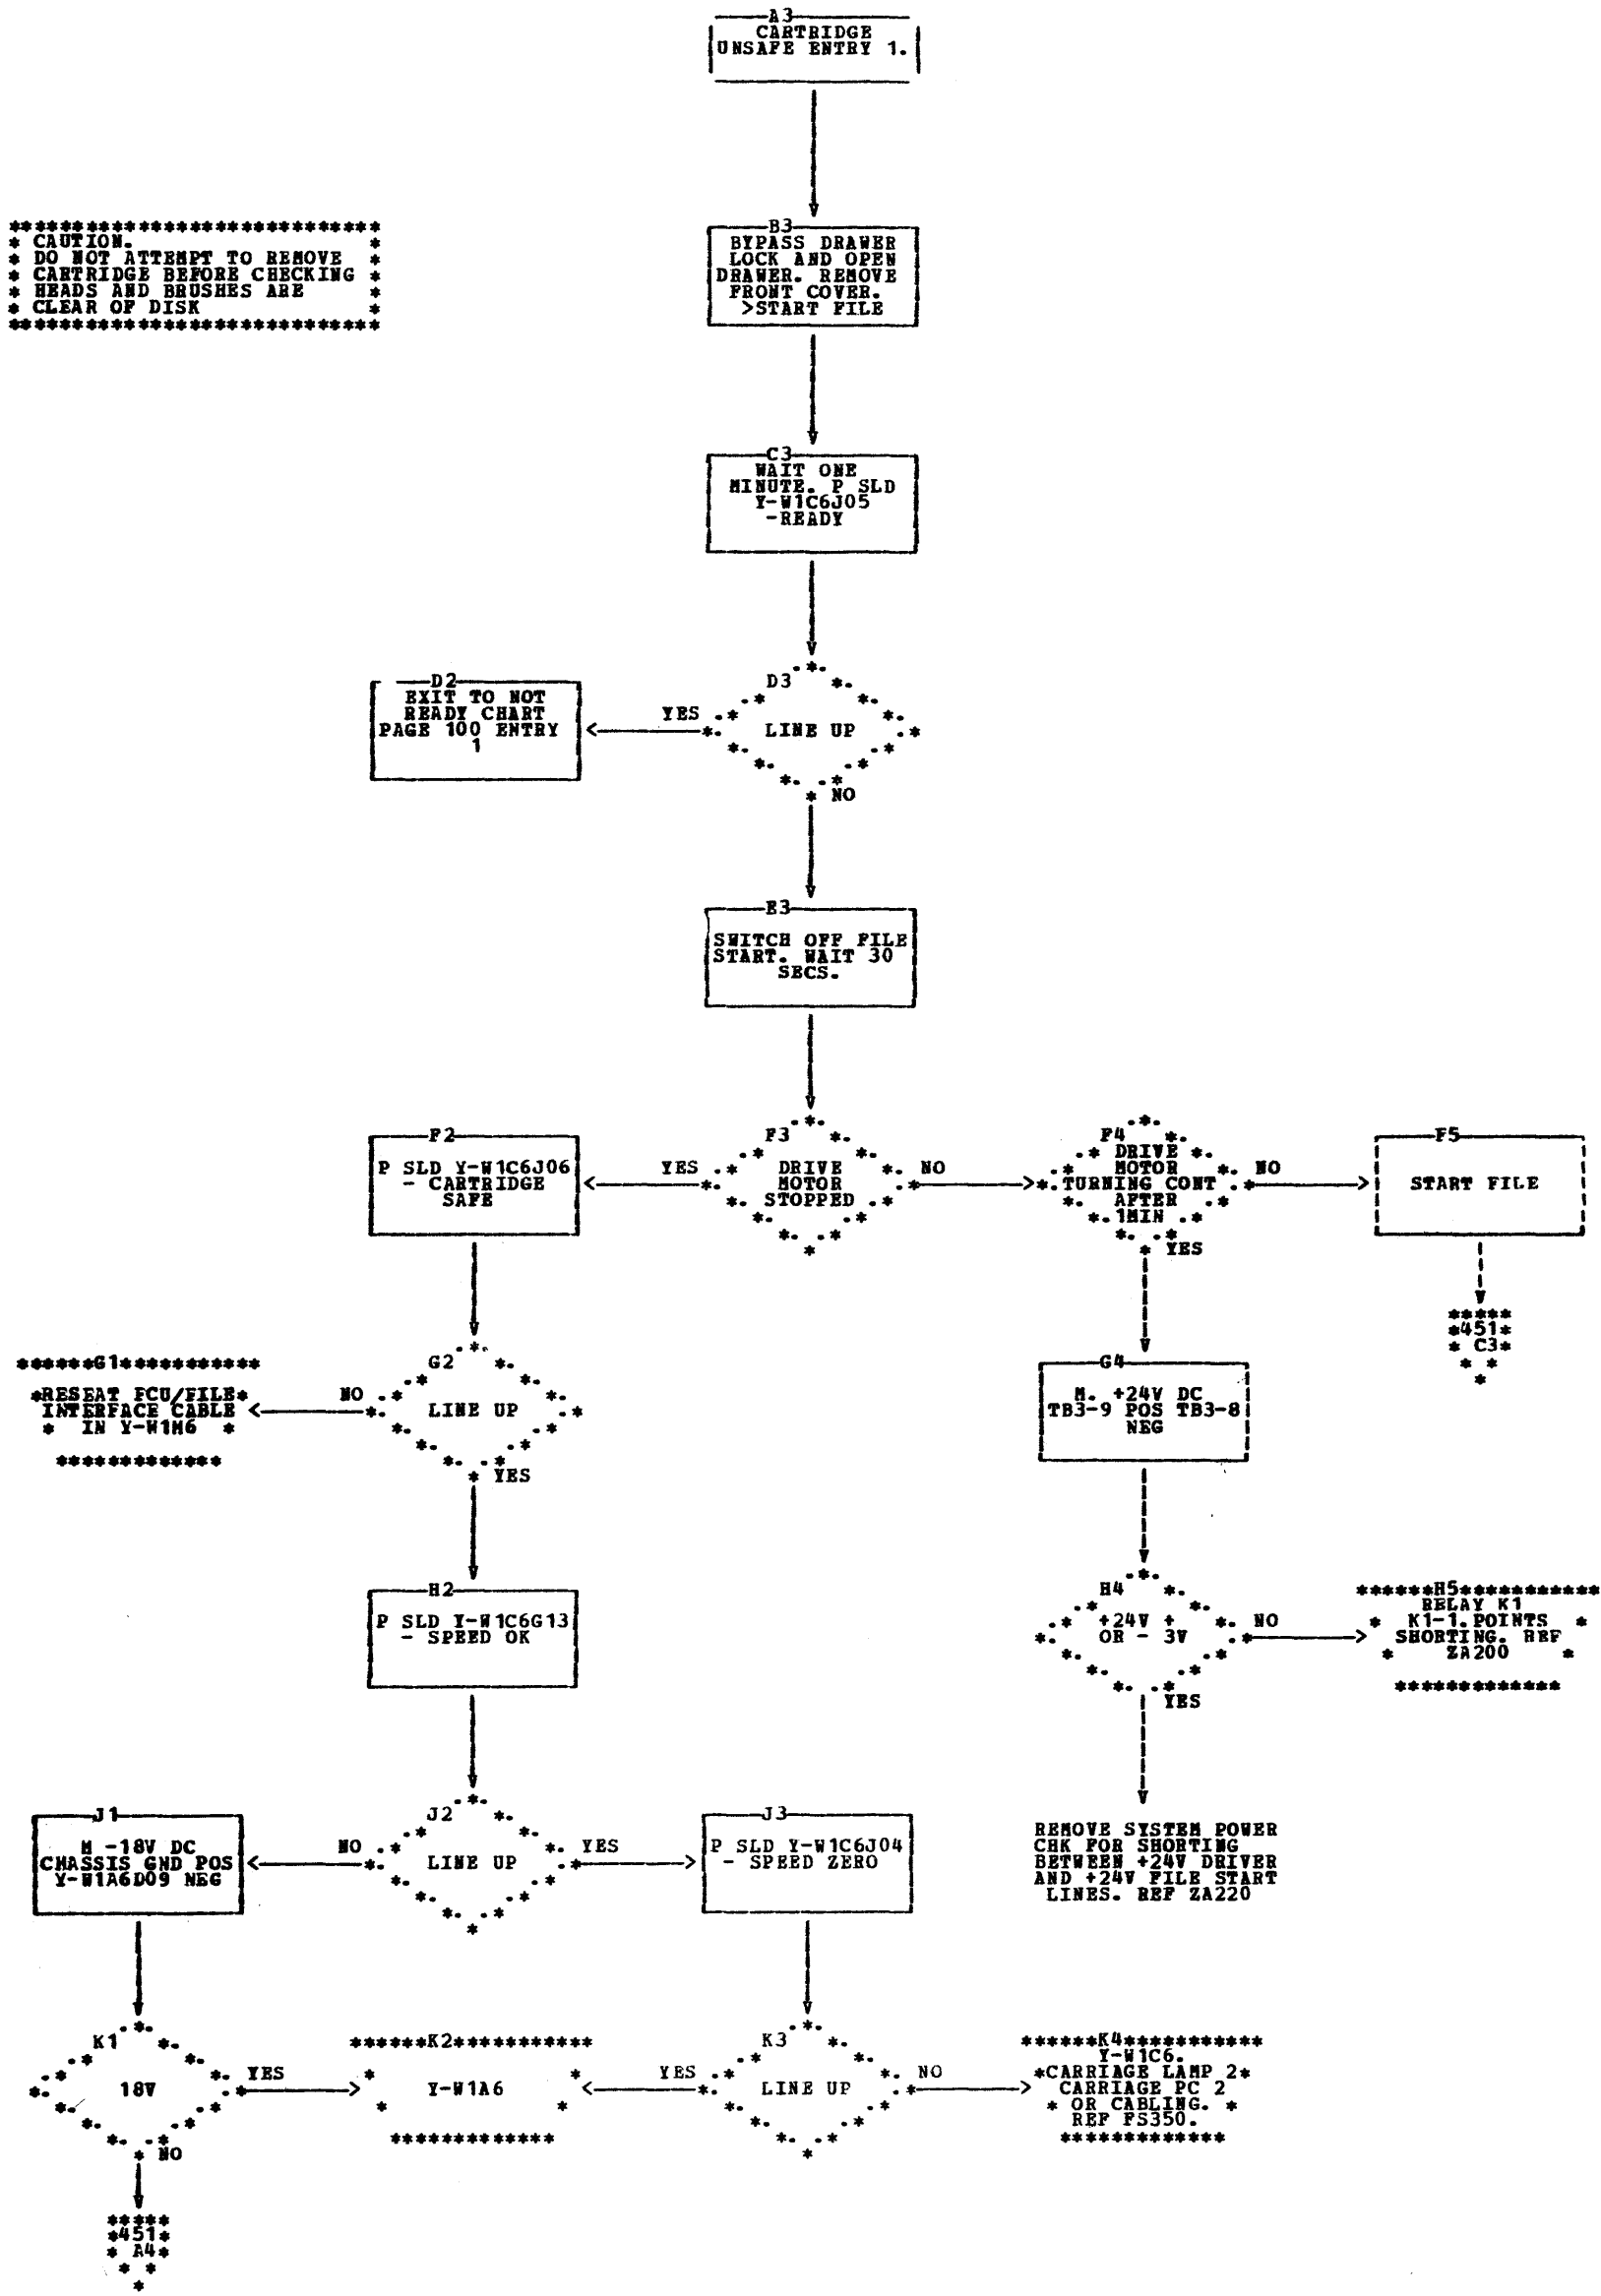 A3
CARTRIDGE
UNSAFE ENTRY 1.
****************************
* CAUTION. *
* DO NOT ATTEMPT TO REMOVE *
* CARTRIDGE BEFORE CHECKING *
* HEADS AND BRUSHES ARE *
* CLEAR OF DISK *
****************************
B3
BYPASS DRAWER
LOCK AND OPEN
DRAWER. REMOVE
FRONT COVER.
>START FILE
C3
WAIT ONE
MINUTE. P SLD
Y-W1C6J05
-READY
D2
EXIT TO NOT
READY CHART
PAGE 100 ENTRY
1
YES
D3
LINE UP
NO
E3
SWITCH OFF FILE
START. WAIT 30
SECS.
F2
P SLD Y-W1C6J06
- CARTRIDGE
SAFE
YES
F3
DRIVE
MOTOR
STOPPED
NO
F4
DRIVE
MOTOR
TURNING CONT
AFTER
1MIN
YES
NO
F5
START FILE
*****
*451*
* C3*
* *
*
******G1***********
*RESEAT FCU/FILE*
INTERFACE CABLE
* IN Y-W1M6 *
*************
NO
G2
LINE UP
YES
G4
M. +24V DC
TB3-9 POS TB3-8
NEG
H2
P SLD Y-W1C6G13
- SPEED OK
H4
+24V +
OR - 3V
YES
NO
******H5***********
RELAY K1
* K1-1.POINTS *
SHORTING. REF
* ZA200 *
*************
J1
M -18V DC
CHASSIS GND POS
Y-W1A6D09 NEG
NO
J2
LINE UP
YES
J3
P SLD Y-W1C6J04
- SPEED ZERO
REMOVE SYSTEM POWER
CHK FOR SHORTING
BETWEEN +24V DRIVER
AND +24V FILE START
LINES. REF ZA220
K1
18V
YES
NO
******K2***********
* *
Y-W1A6
* *
*************
YES
K3
LINE UP
NO
******K4***********
Y-W1C6.
*CARRIAGE LAMP 2*
CARRIAGE PC 2
* OR CABLING. *
REF FS350.
*************
*****
*451*
* A4*
* *
*